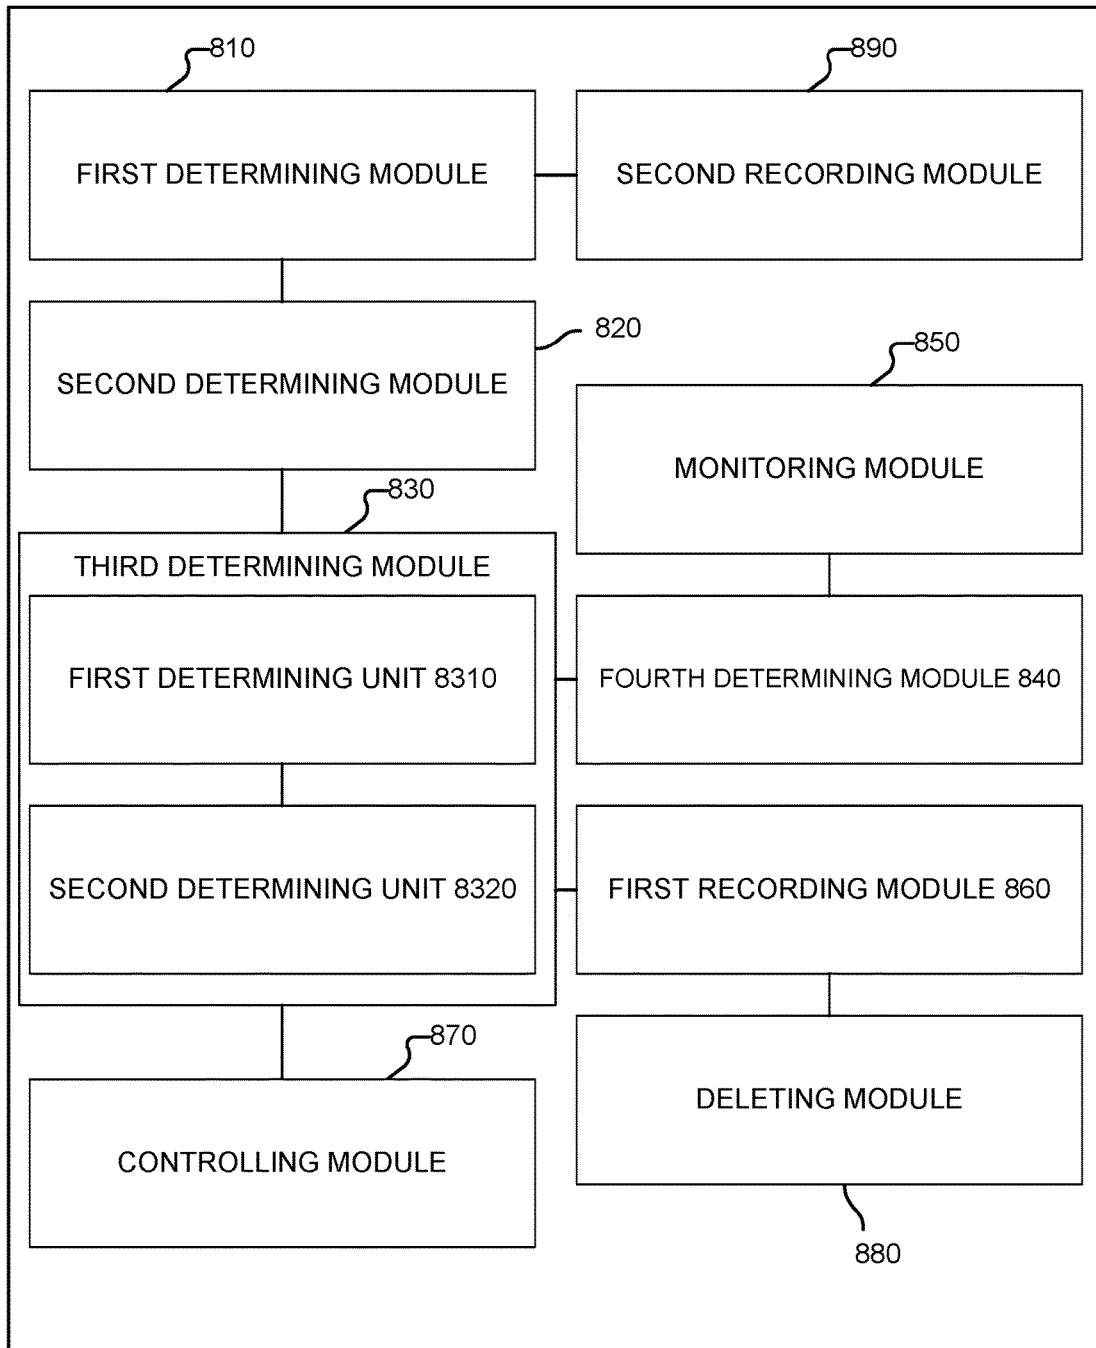 810
890
FIRST DETERMINING MODULE
SECOND RECORDING MODULE
820
SECOND DETERMINING MODULE
850
MONITORING MODULE
830
THIRD DETERMINING MODULE
FIRST DETERMINING UNIT 8310
FOURTH DETERMINING MODULE 840
SECOND DETERMINING UNIT 8320
FIRST RECORDING MODULE 860
870
CONTROLLING MODULE
DELETING MODULE
880